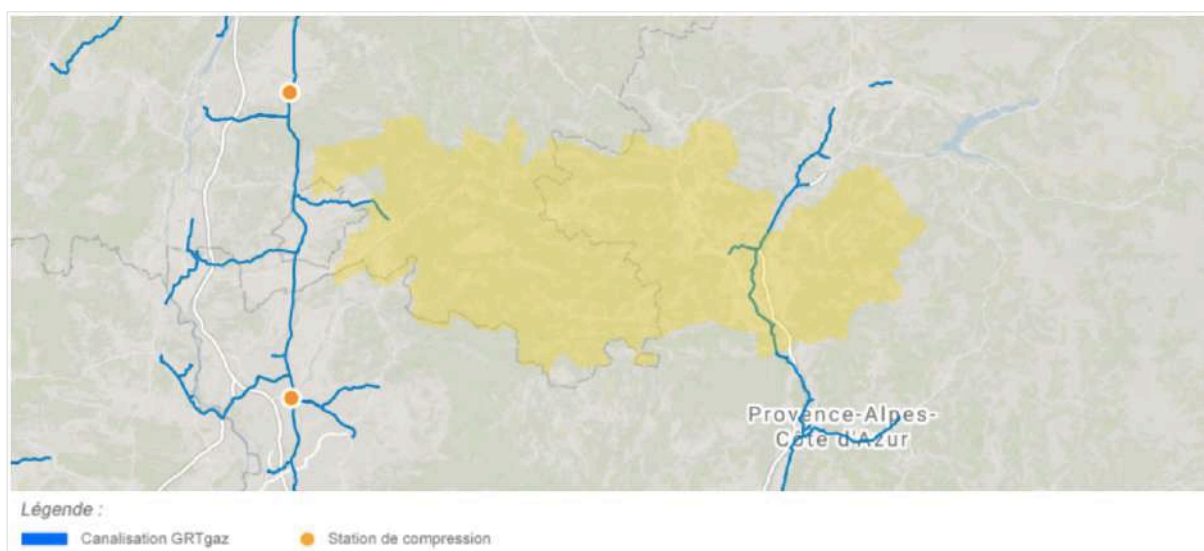 Provence-Alpes-
Côte d'Azur
Légende :
Canalisation GRTgaz
Station de compression